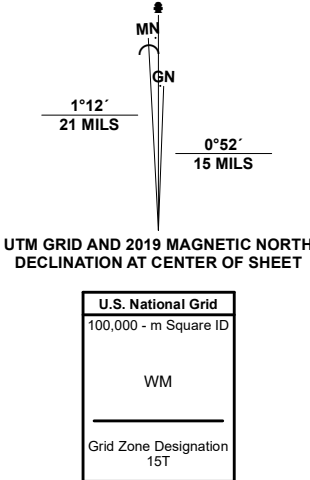 MN
GN
1°12´
21 MILS
0°52´
15 MILS
UTM GRID AND 2019 MAGNETIC NORTH
DECLINATION AT CENTER OF SHEET
U.S. National Grid
100,000 - m Square ID
WM
Grid Zone Designation
15T